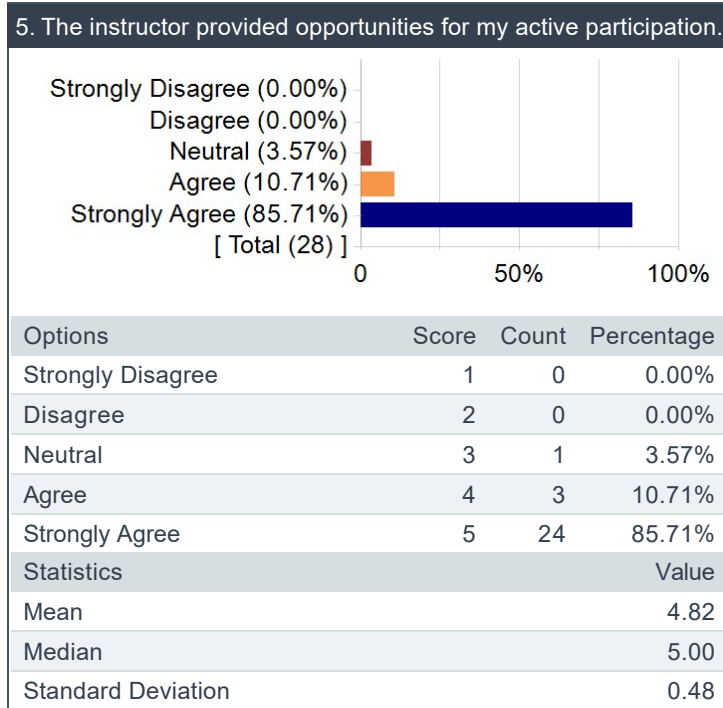 5. The instructor provided opportunities for my active participation.
Strongly Disagree (0.00%)
Disagree (0.00%)
Neutral (3.57%)
Agree (10.71%)
Strongly Agree (85.71%)
[ Total (28) ]
0 50% 100%
Options Score Count Percentage
Strongly Disagree 1 0 0.00%
Disagree 2 0 0.00%
Neutral 3 1 3.57%
Agree 4 3 10.71%
Strongly Agree 5 24 85.71%
Statistics Value
Mean 4.82
Median 5.00
Standard Deviation 0.48